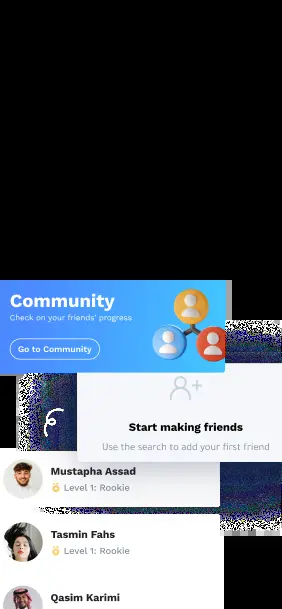 Community
Check on your friends' progress
Go to Community
Start making friends
Use the search to add your first friend
Mustapha Assad
Level 1: Rookie
Tasmin Fahs
Level 1: Rookie
Qasim Karimi